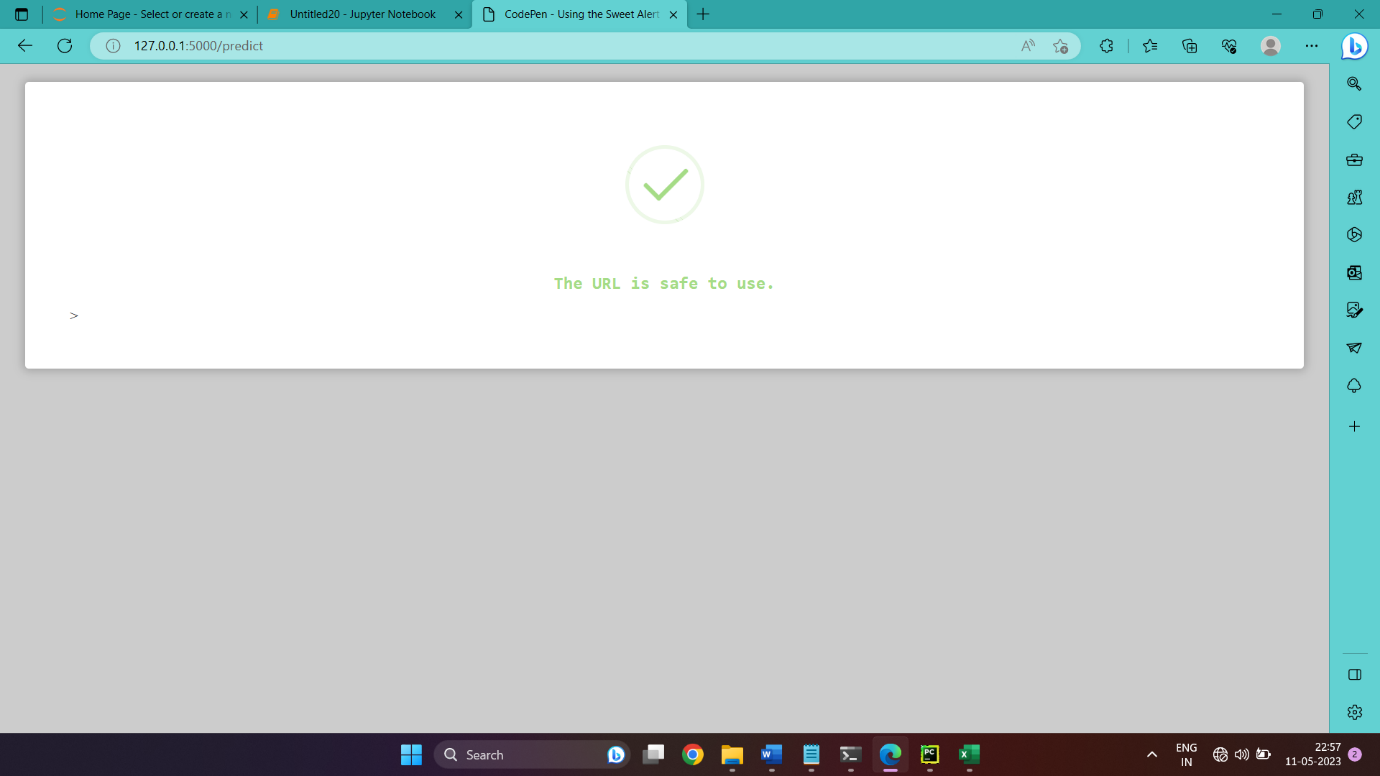 Home Page - Select or create a n
Untitled20 - Jupyter Notebook
CodePen - Using the Sweet Alert
127.0.0.1:5000/predict
The URL is safe to use.
>
Search
ENG
IN
22:57
11-05-2023
2